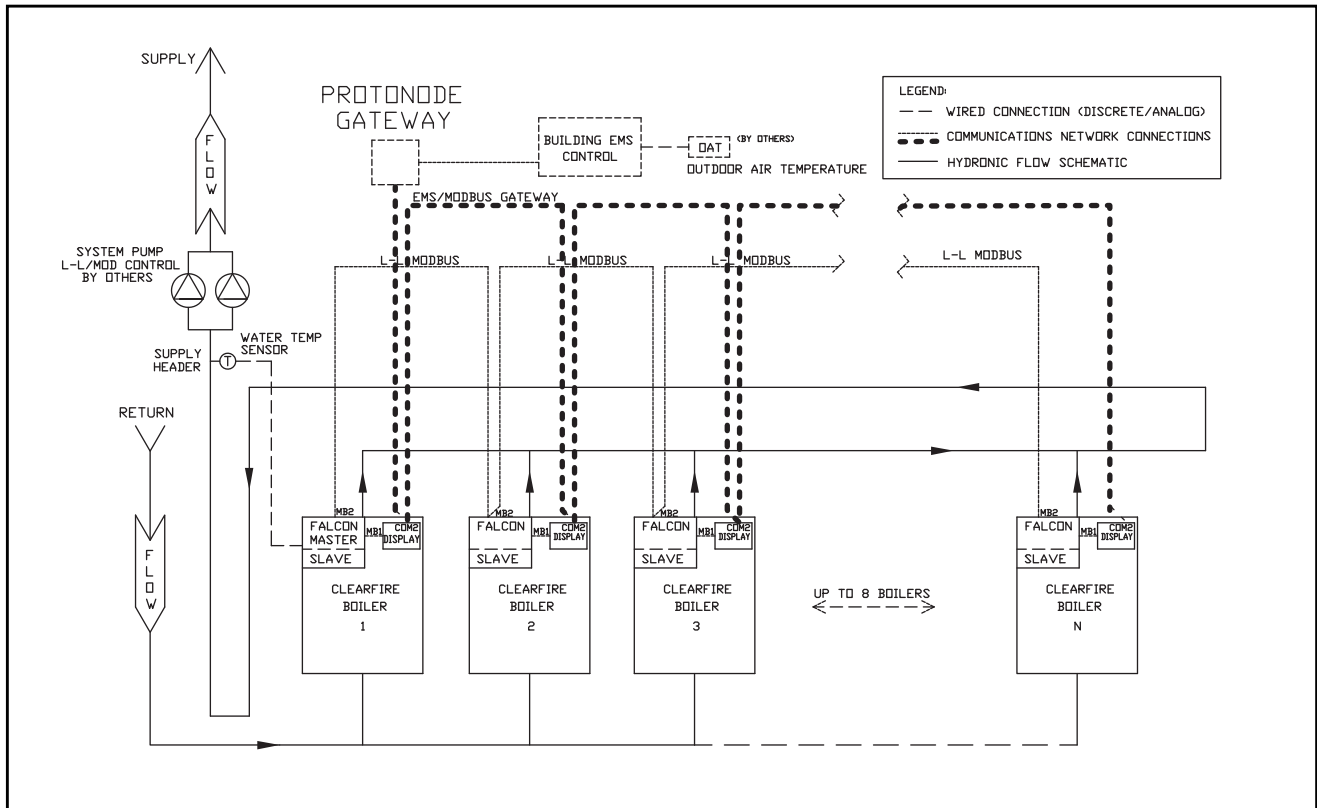 SUPPLY
FLOW
PROTONODE
GATEWAY
BUILDING EMS
CONTROL
OAT
(BY OTHERS)
OUTDOOR AIR TEMPERATURE
LEGEND:
WIRED CONNECTION (DISCRETE/ANALOG)
COMMUNICATIONS NETWORK CONNECTIONS
HYDRONIC FLOW SCHEMATIC
EMS/MODBUS GATEWAY
SYSTEM PUMP
L-L/MOD CONTROL
BY OTHERS
L-L MODBUS
L-L MODBUS
L-L MODBUS
L-L MODBUS
WATER TEMP
SENSOR
SUPPLY
HEADER
T
RETURN
FLOW
MB2
FALCON
MASTER
SLAVE
MB1
COM2
DISPLAY
CLEARFIRE
BOILER
1
MB2
FALCON
SLAVE
MB1
COM2
DISPLAY
CLEARFIRE
BOILER
2
MB2
FALCON
SLAVE
MB1
COM2
DISPLAY
CLEARFIRE
BOILER
3
UP TO 8 BOILERS
MB2
FALCON
SLAVE
MB1
COM2
DISPLAY
CLEARFIRE
BOILER
N